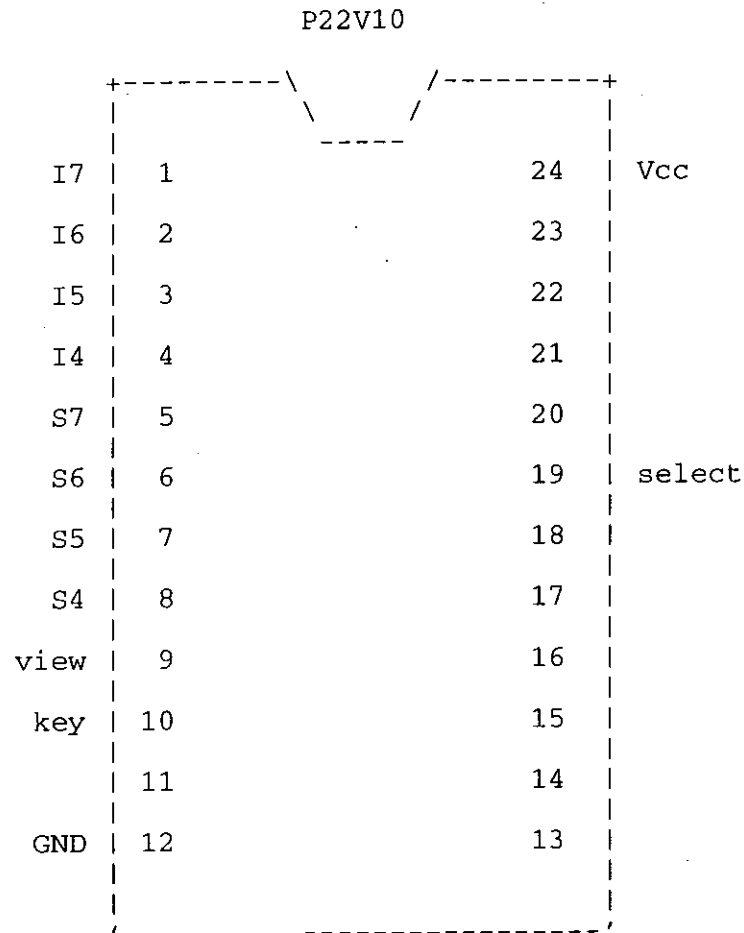 P22V10
I7 | 1 24 | Vcc
I6 | 2 23 |
I5 | 3 22 |
I4 | 4 21 |
S7 | 5 20 |
S6 | 6 19 | select
S5 | 7 18 |
S4 | 8 17 |
view | 9 16 |
key | 10 15 |
| 11 14 |
GND | 12 13 |